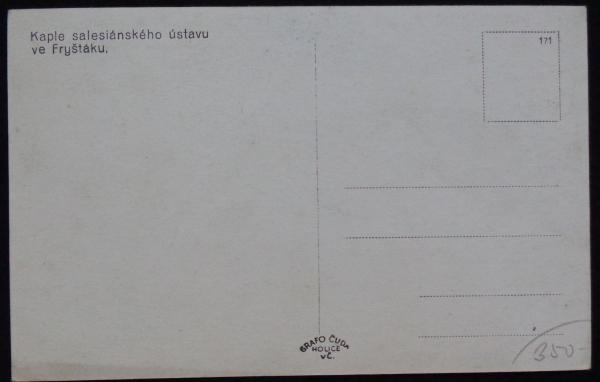 Kaple salesiánského ústavu
ve Fryštáku.
171
GRAFO ČUDA
HOLICE
VČ.
350-